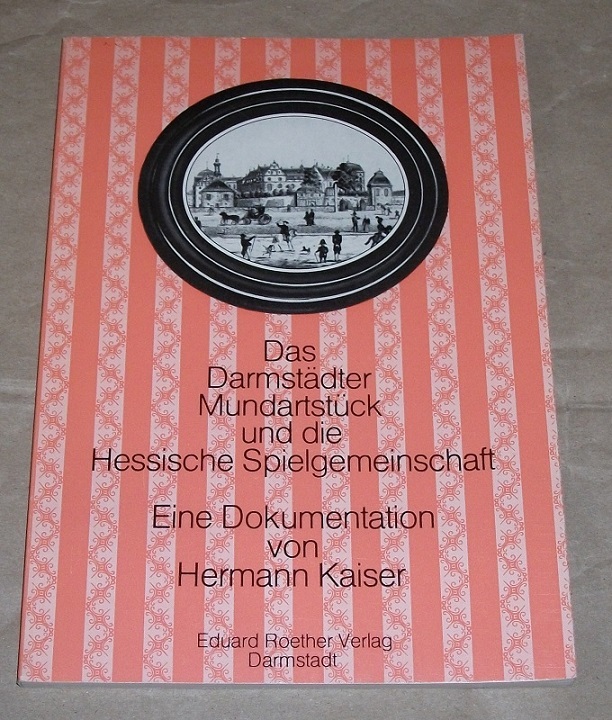 Das
Darmstädter
Mundartstück
und die
Hessische Spielgemeinschaft
Eine Dokumentation
von
Hermann Kaiser
Eduard Roether Verlag
Darmstadt